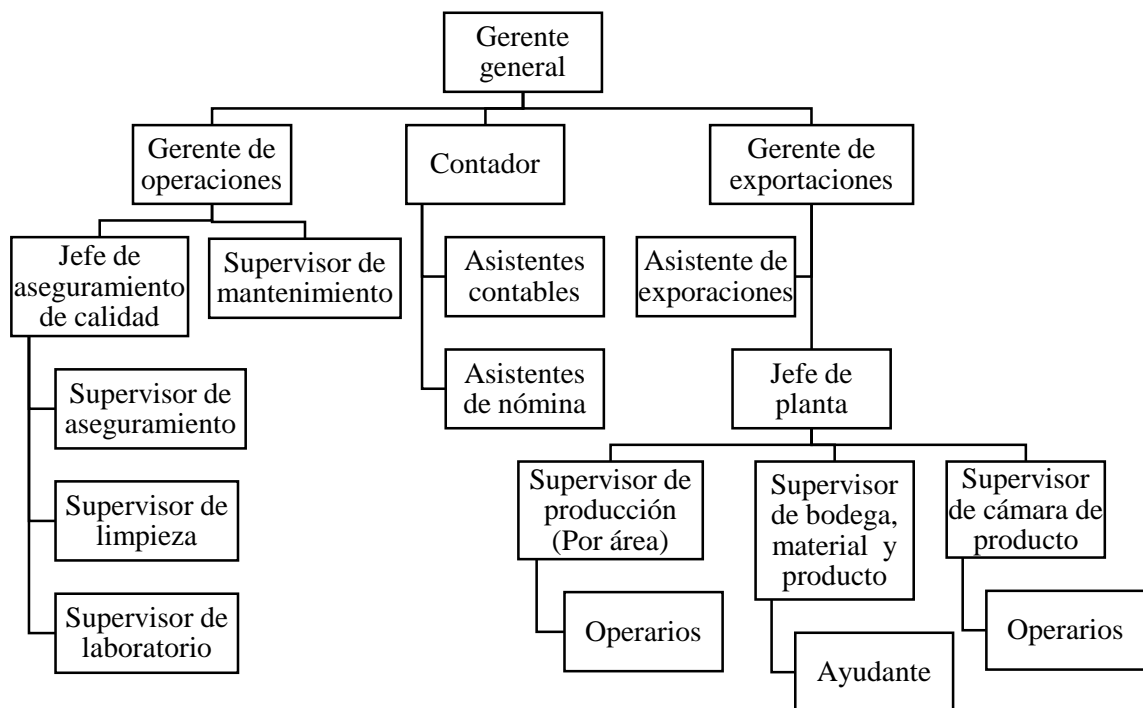 Gerente
general
Gerente de
operaciones
Contador
Gerente de
exportaciones
Jefe de
aseguramiento
de calidad
Supervisor de
mantenimiento
Asistentes
contables
Asistente de
exporaciones
Supervisor de
aseguramiento
Asistentes
de nómina
Jefe de
planta
Supervisor de
limpieza
Supervisor de
producción
(Por área)
Supervisor
de bodega,
material y
producto
Supervisor
de cámara de
producto
Supervisor de
laboratorio
Operarios
Ayudante
Operarios